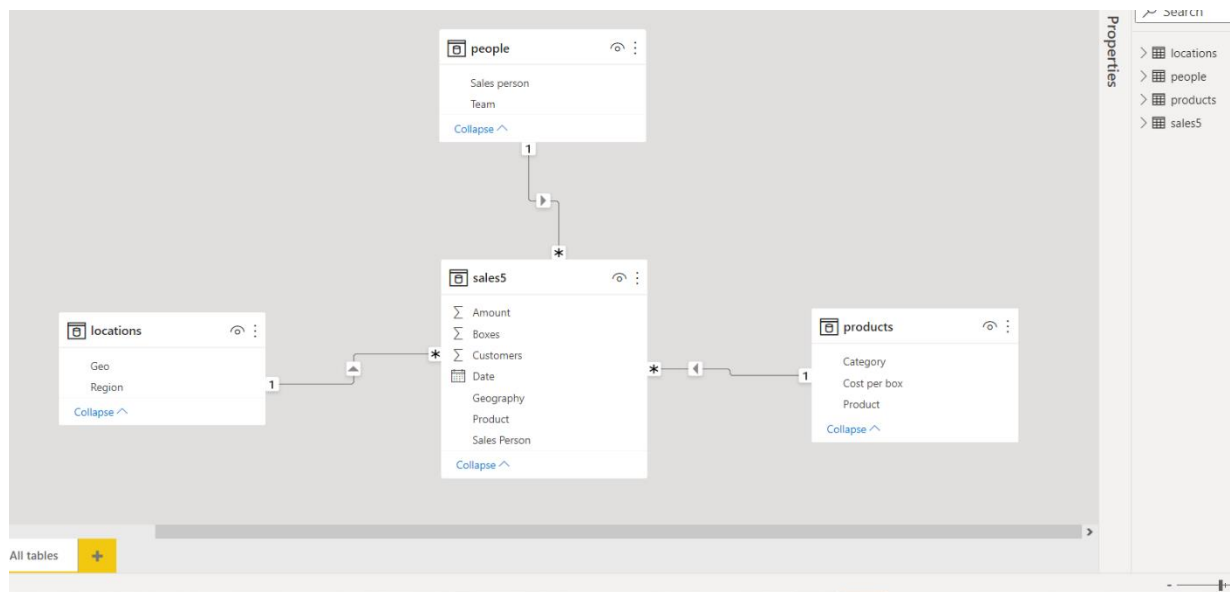 people
Sales person
Team
Collapse
1
*
sales5
Amount
Boxes
Customers
Date
Geography
Product
Sales Person
Collapse
*
*
locations
Geo
Region
Collapse
1
products
Category
Cost per box
Product
Collapse
1
Properties
Search
locations
people
products
sales5
All tables
+
-